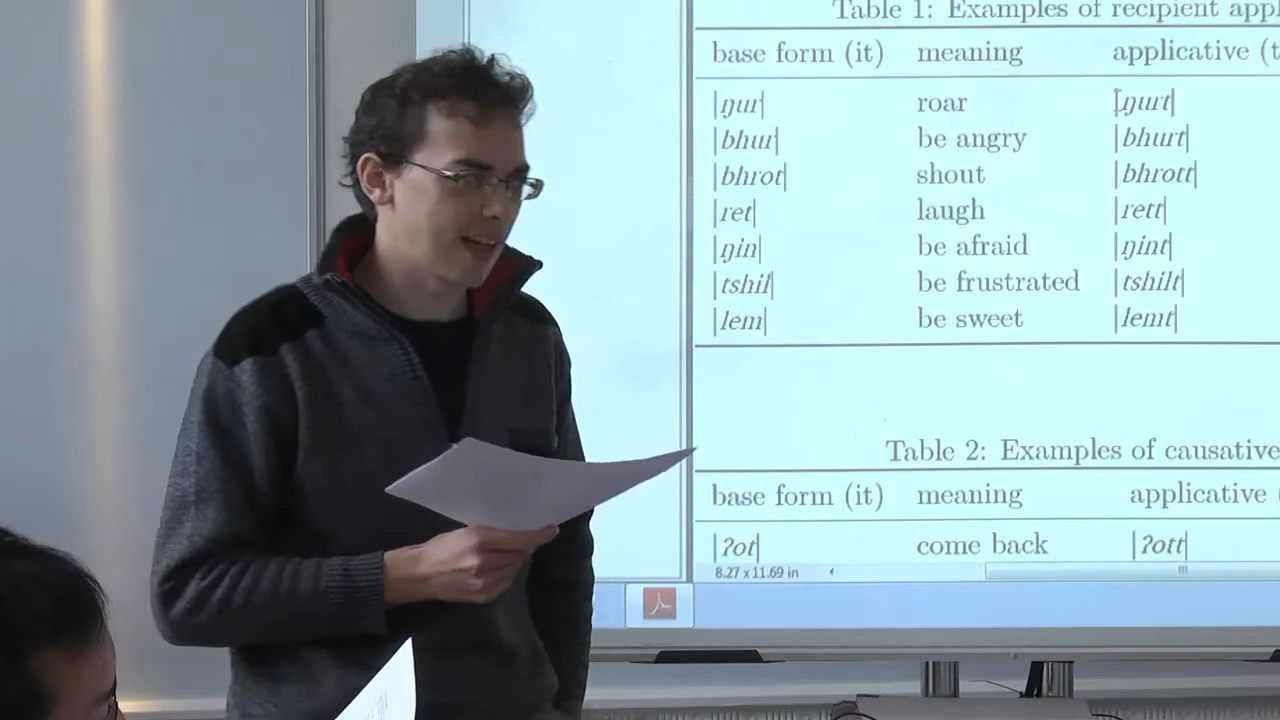 Table 1: Examples of recipient appl
base form (it) meaning applicative (t
|ŋɯ| roar |ŋɯt|
|bhɯ| be angry |bhɯt|
|bhrot| shout |bhrott|
|ret| laugh |rett|
|ŋin| be afraid |ŋint|
|tshil| be frustrated |tshilt|
|lem| be sweet |lemt|
Table 2: Examples of causative
base form (it) meaning applicative (
|ʔot| come back |ʔott|
8.27 x 11.69 in